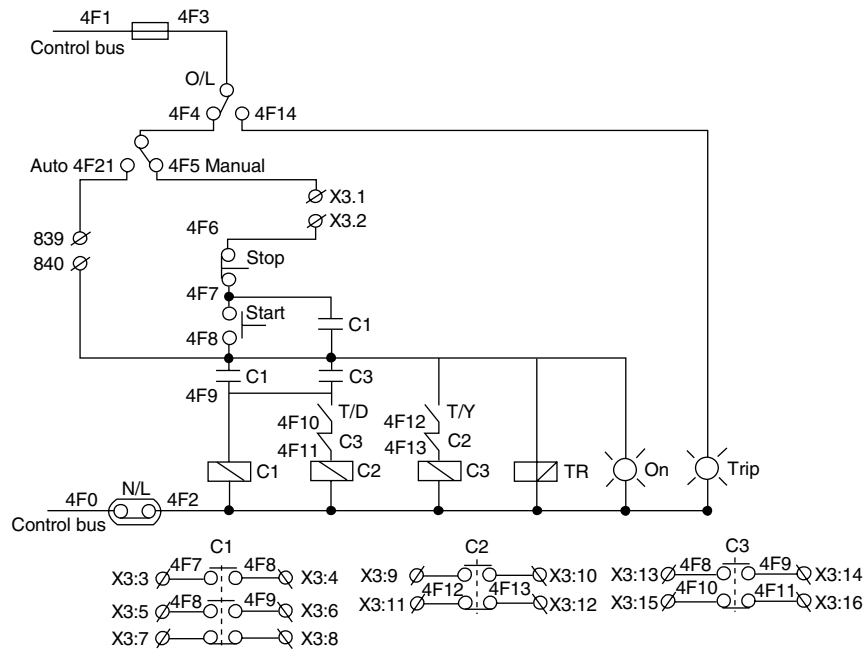 4F1 4F3
Control bus
O/L
4F4 4F14
Auto 4F21 4F5 Manual
X3.1
X3.2
4F6
839
840
Stop
4F7
Start
C1
4F8
C1 C3
4F9
T/D T/Y
4F10 4F12
C3 C2
4F11 4F13
C1 C2 C3 TR On Trip
4F0 N/L 4F2
Control bus
C1 C2 C3
X3:3 4F7 4F8 X3:4
X3:9 X3:10
X3:13 4F8 4F9 X3:14
X3:5 4F8 4F9 X3:6
X3:11 4F12 4F13 X3:12
X3:15 4F10 4F11 X3:16
X3:7 X3:8